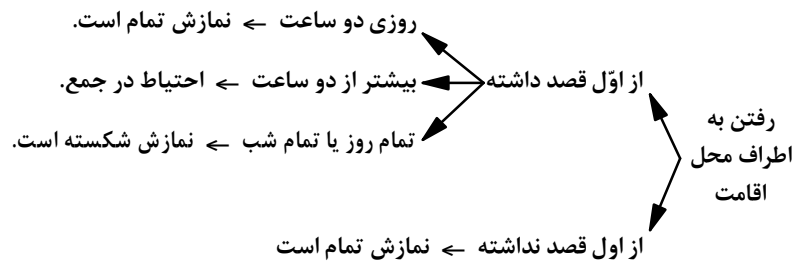 رفتن به
اطراف محل
اقامت
از اوّل قصد داشته
روزی دو ساعت ← نمازش تمام است.
بیشتر از دو ساعت ← احتیاط در جمع.
تمام روز یا تمام شب ← نمازش شکسته است.
از اول قصد نداشته ← نمازش تمام است